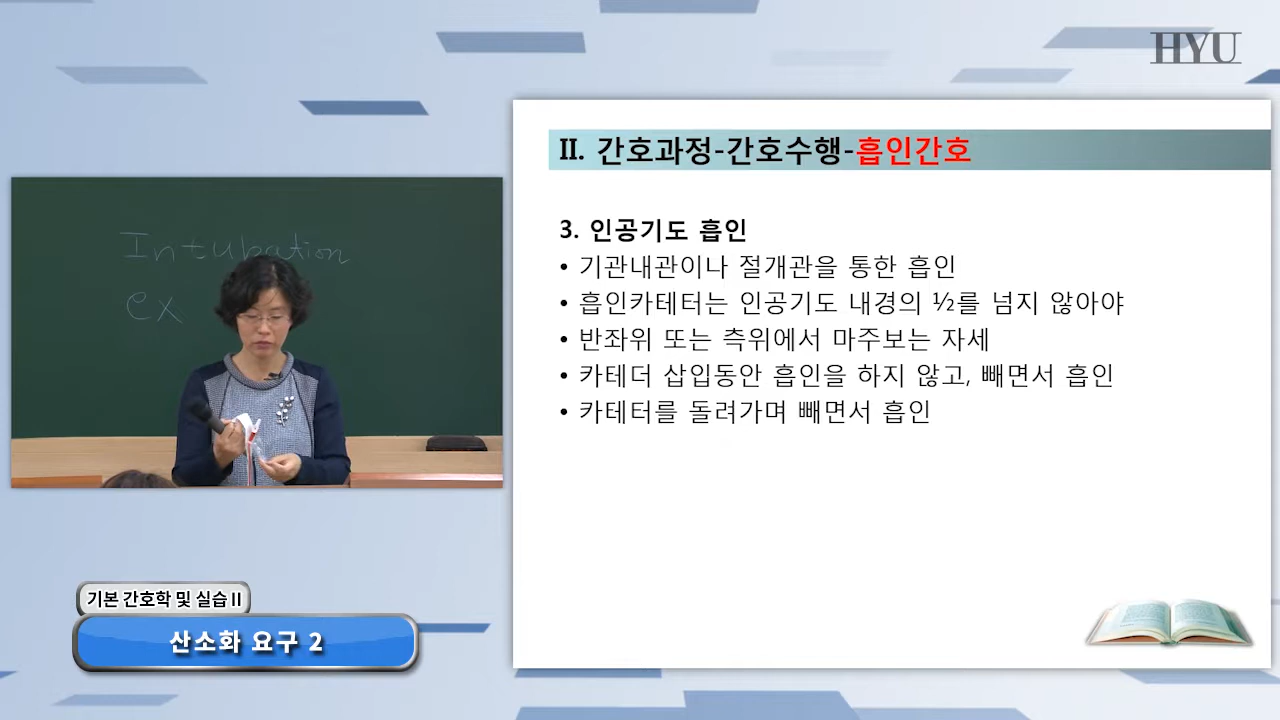 HYU
II. 간호과정-간호수행-흡인간호
3. 인공기도 흡인
• 기관내관이나 절개관을 통한 흡인
• 흡인카테터는 인공기도 내경의 ½를 넘지 않아야
• 반좌위 또는 측위에서 마주보는 자세
• 카테더 삽입동안 흡인을 하지 않고, 빼면서 흡인
• 카테터를 돌려가며 빼면서 흡인
Intubation
ex
기본 간호학 및 실습 II
산소화 요구 2